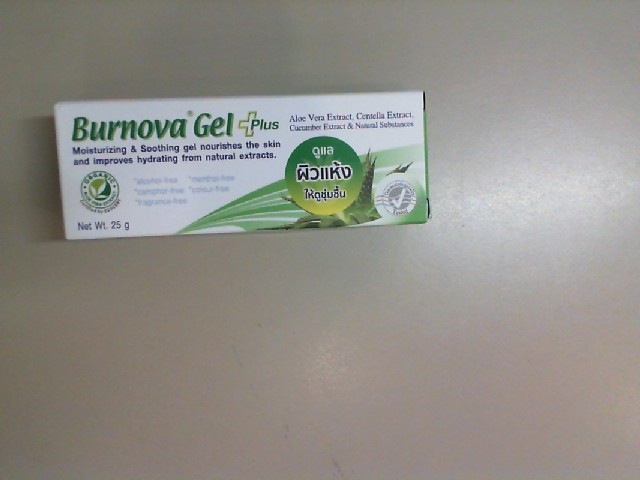 Burnova® Gel Plus
Moisturizing & Soothing gel nourishes the skin
and improves hydrating from natural extracts.
Aloe Vera Extract, Centella Extract,
Cucumber Extract & Natural Substances
ดูแล
ผิวแห้ง
ให้ดูชุ่มชื้น
ORGANIC
*alcohol-free *menthol-free
*camphor-free *colour-free
*fragrance-free
Net Wt. 25 g